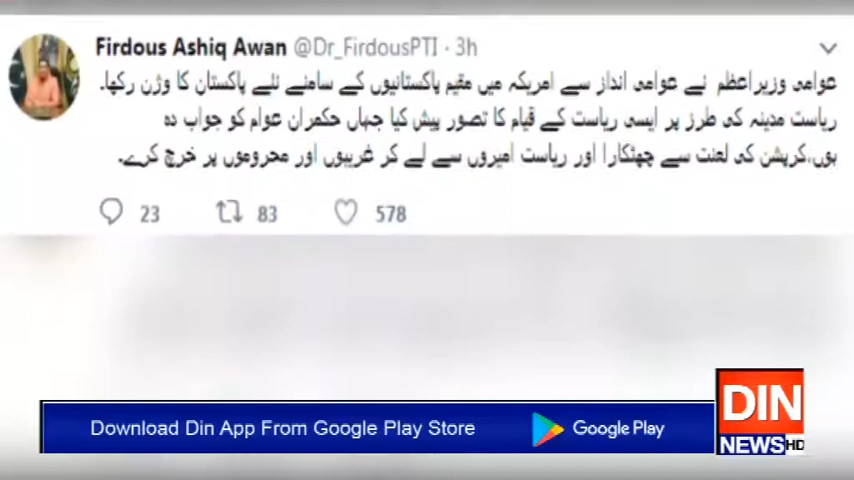 Firdous Ashiq Awan @Dr_FirdousPTI · 3h
عوامی وزیراعظم نے عوامی انداز سے امریکہ میں مقیم پاکستانیوں کے سامنے نئے پاکستان کا وژن رکھا۔
ریاست مدینہ کی طرز پر ایسی ریاست کے قیام کا تصور پیش کیا جہاں حکمران عوام کو جواب دہ
ہوں،کرپشن کی لعنت سے چھٹکارا اور ریاست امیروں سے لے کر غریبوں اور محروموں پر خرچ کرے۔
23 83 578
Download Din App From Google Play Store Google Play
DIN
NEWS HD